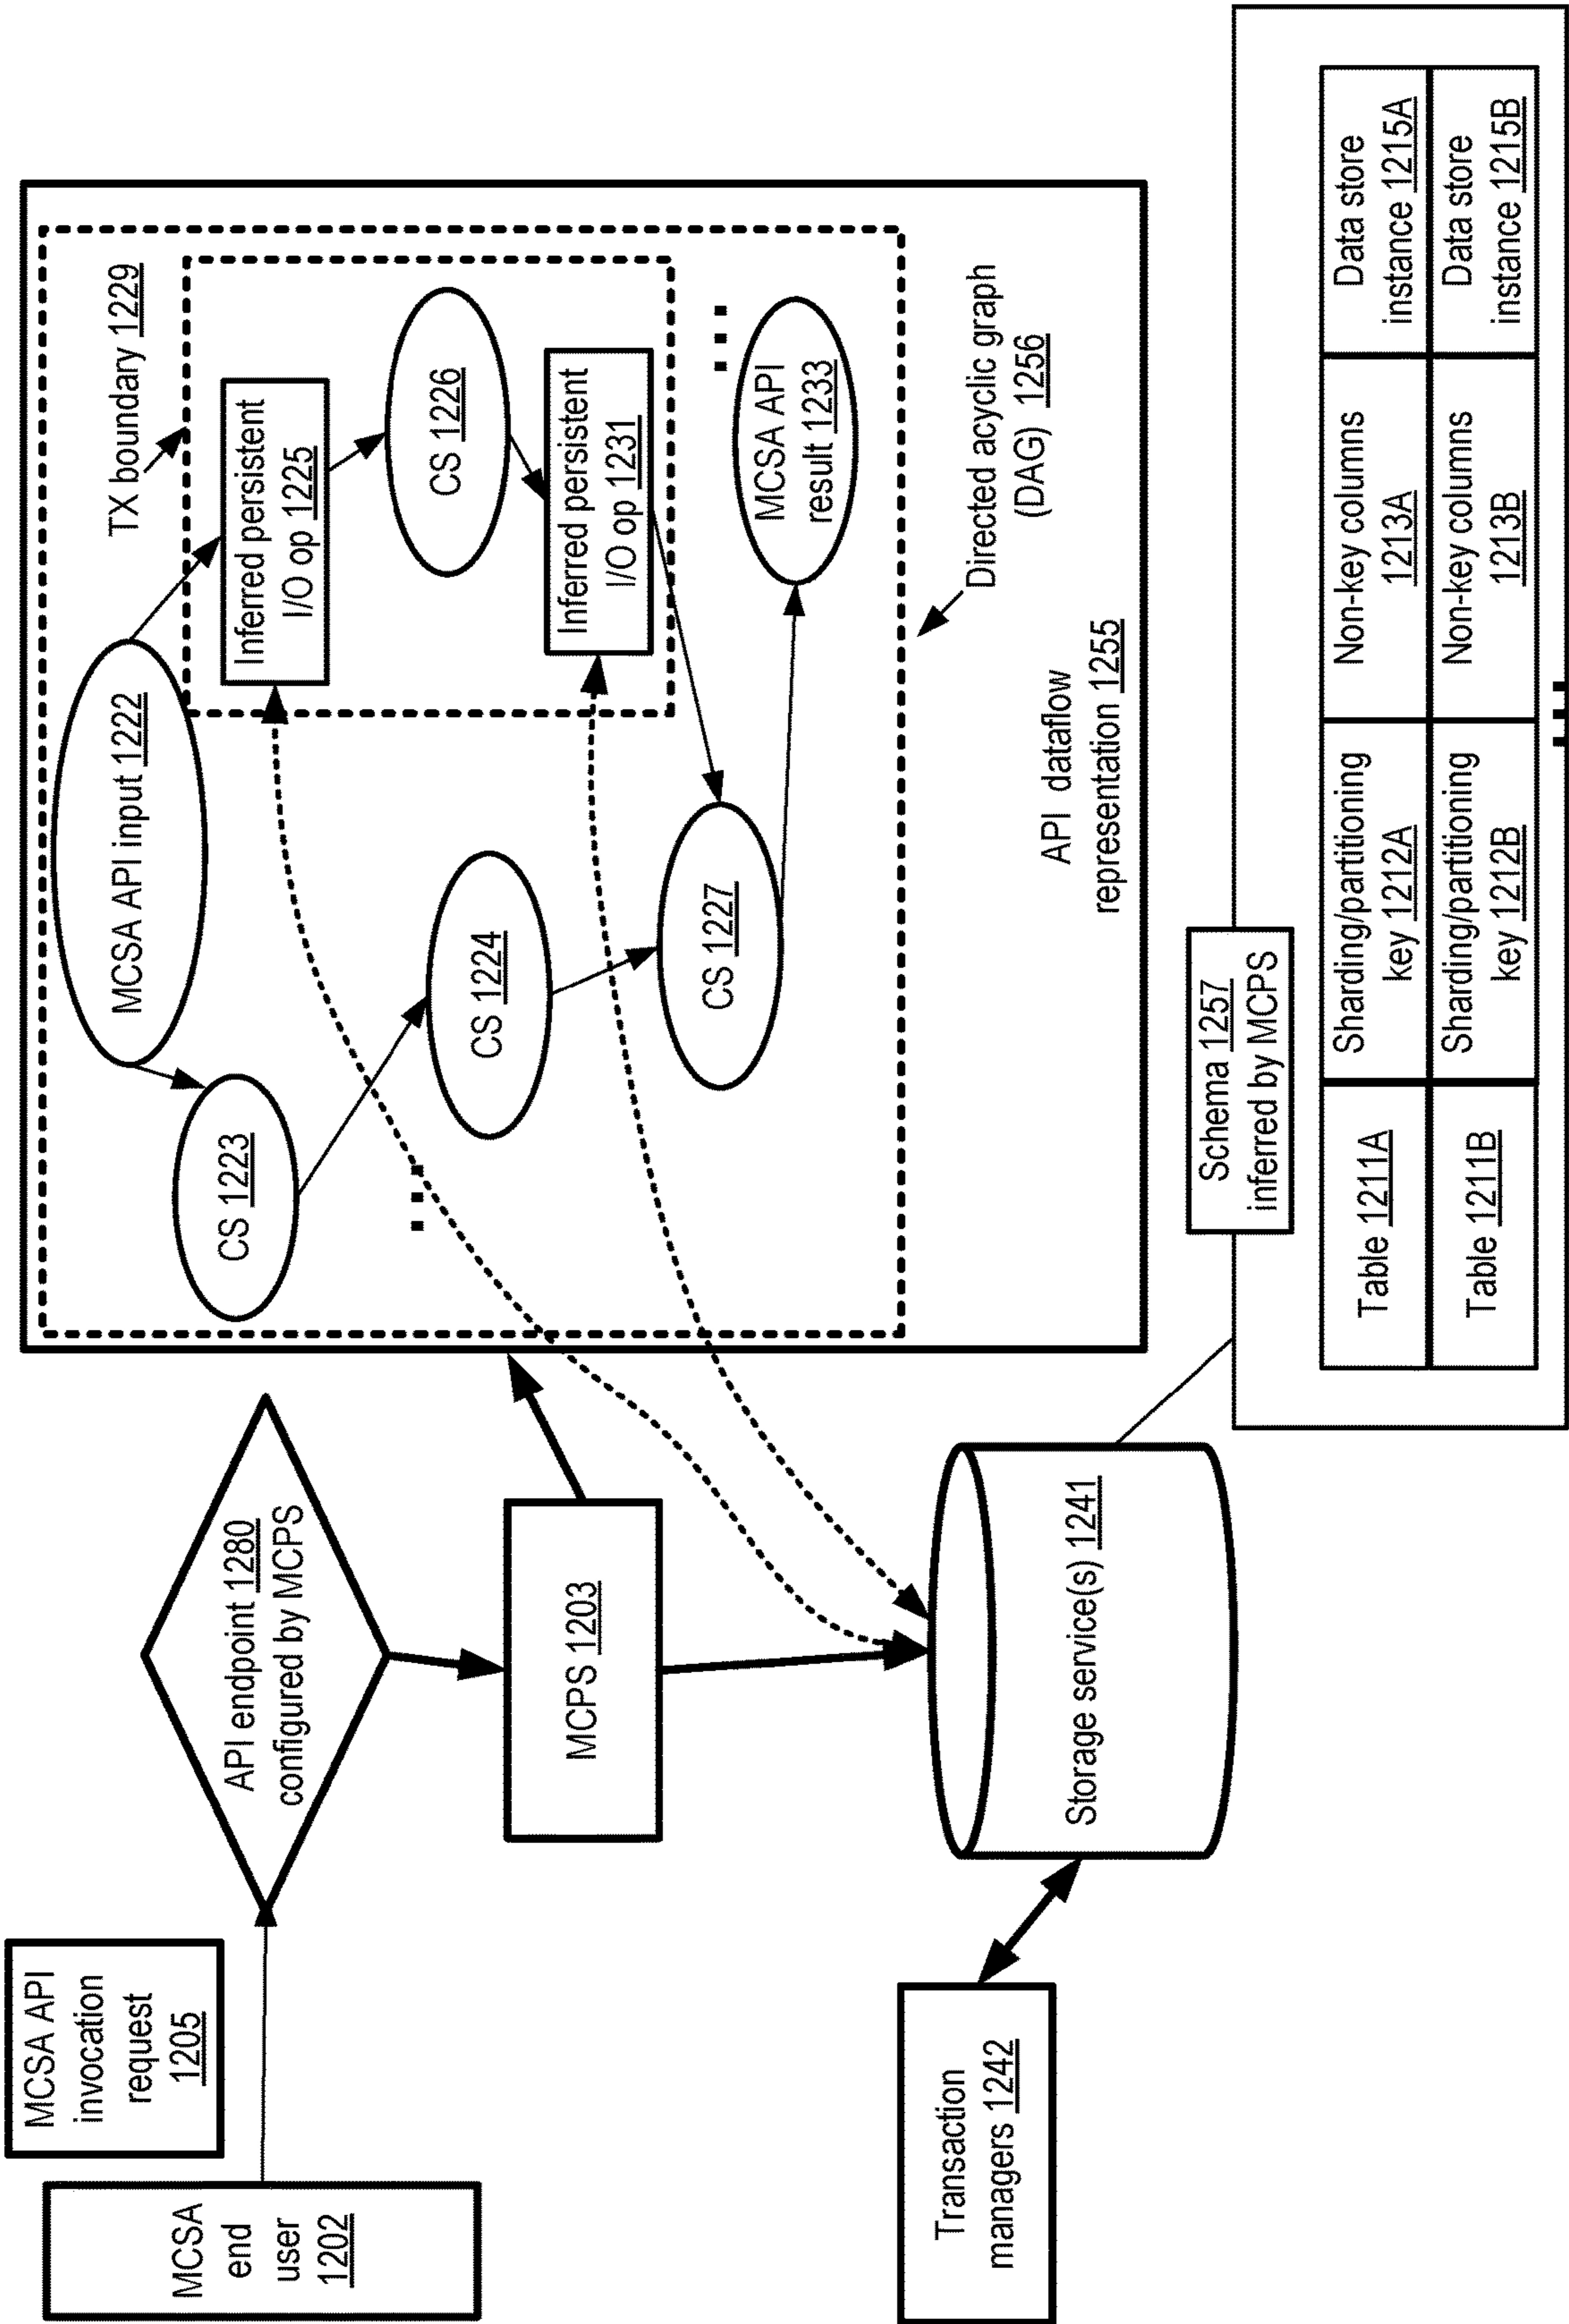 MCSA
end
user
1202
MCSA API
invocation
request
1205
API endpoint 1280
configured by MCPS
MCPS 1203
Storage service(s) 1241
Transaction
managers 1242
TX boundary 1229
MCSA API input 1222
Inferred persistent
I/O op 1225
CS 1223
CS 1226
CS 1224
Inferred persistent
I/O op 1231
CS 1227
MCSA API
result 1233
Directed acyclic graph
(DAG) 1256
API dataflow
representation 1255
Schema 1257
inferred by MCPS
Table 1211A
Sharding/partitioning
key 1212A
Non-key columns
1213A
Data store
instance 1215A
Table 1211B
Sharding/partitioning
key 1212B
Non-key columns
1213B
Data store
instance 1215B